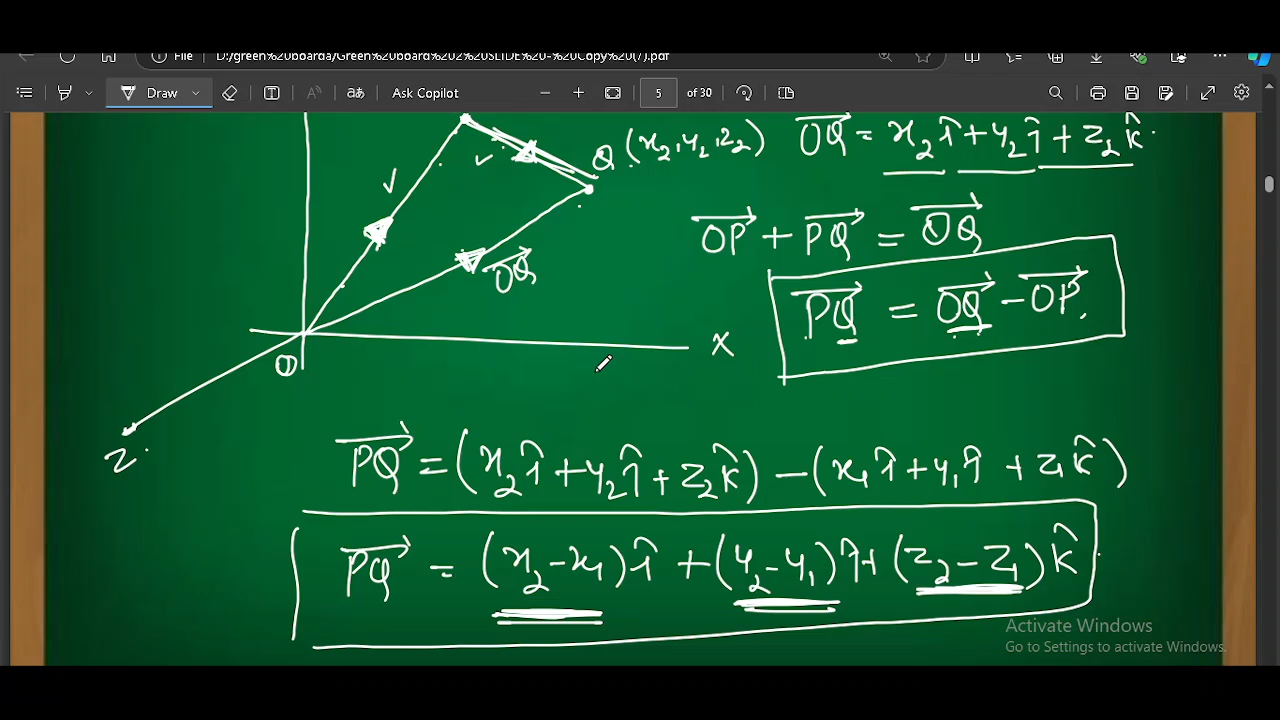 File D:/green%20boarda/Green%20board%202%20SLIDE%20-%20Copy%20(7).pdf
Draw Ask Copilot 5 of 30
Q (x₂, y₂, z₂) OQ⃗ = x₂î + y₂ĵ + z₂k̂
OP⃗ + PQ⃗ = OQ⃗
OQ⃗
PQ⃗ = OQ⃗ - OP⃗.
X
O
Z
PQ⃗ = (x₂î + y₂ĵ + z₂k̂) - (x₁î + y₁ĵ + z₁k̂)
PQ⃗ = (x₂ - x₁)î + (y₂ - y₁)ĵ + (z₂ - z₁)k̂
Activate Windows
Go to Settings to activate Windows.